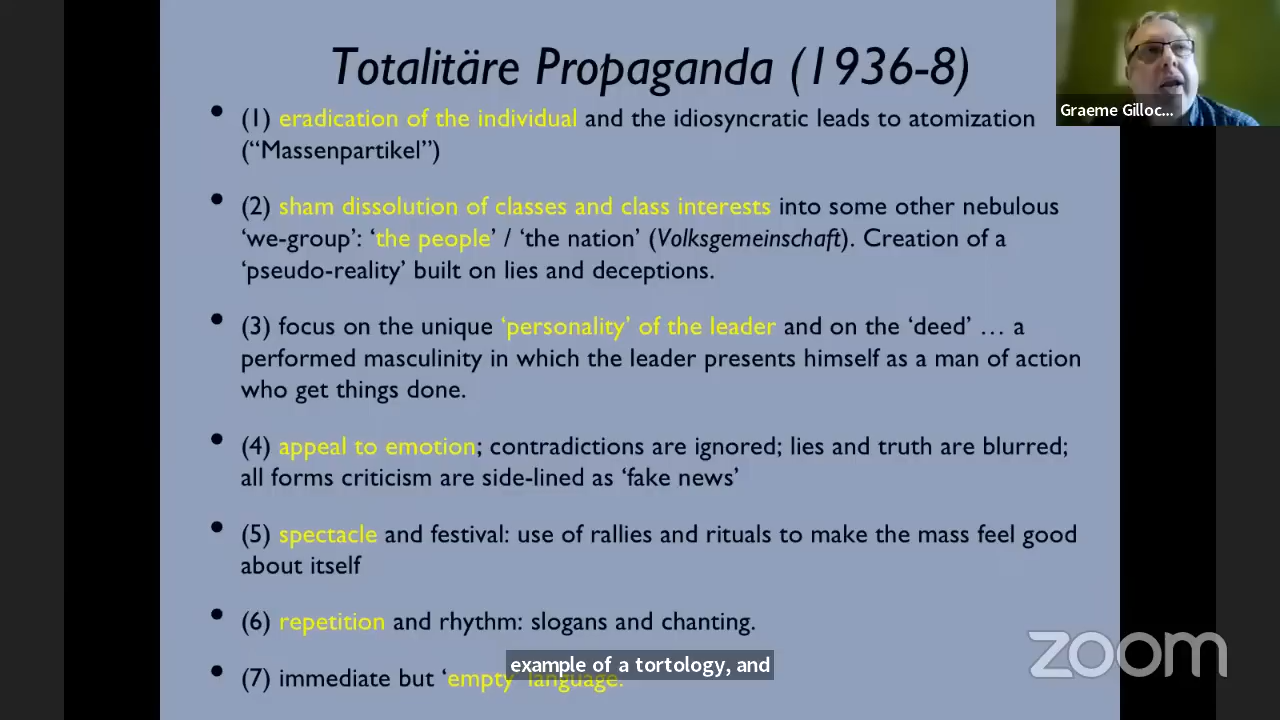 Totalitäre Propaganda (1936-8)
• (1) eradication of the individual and the idiosyncratic leads to atomization
(“Massenpartikel”)
• (2) sham dissolution of classes and class interests into some other nebulous
‘we-group’: ‘the people’ / ‘the nation’ (Volksgemeinschaft). Creation of a
‘pseudo-reality’ built on lies and deceptions.
• (3) focus on the unique ‘personality’ of the leader and on the ‘deed’ … a
performed masculinity in which the leader presents himself as a man of action
who get things done.
• (4) appeal to emotion; contradictions are ignored; lies and truth are blurred;
all forms criticism are side-lined as ‘fake news’
• (5) spectacle and festival: use of rallies and rituals to make the mass feel good
about itself
• (6) repetition and rhythm: slogans and chanting.
• (7) immediate but ‘empty’ language.
example of a tortology, and
Graeme Gilloc...
zoom